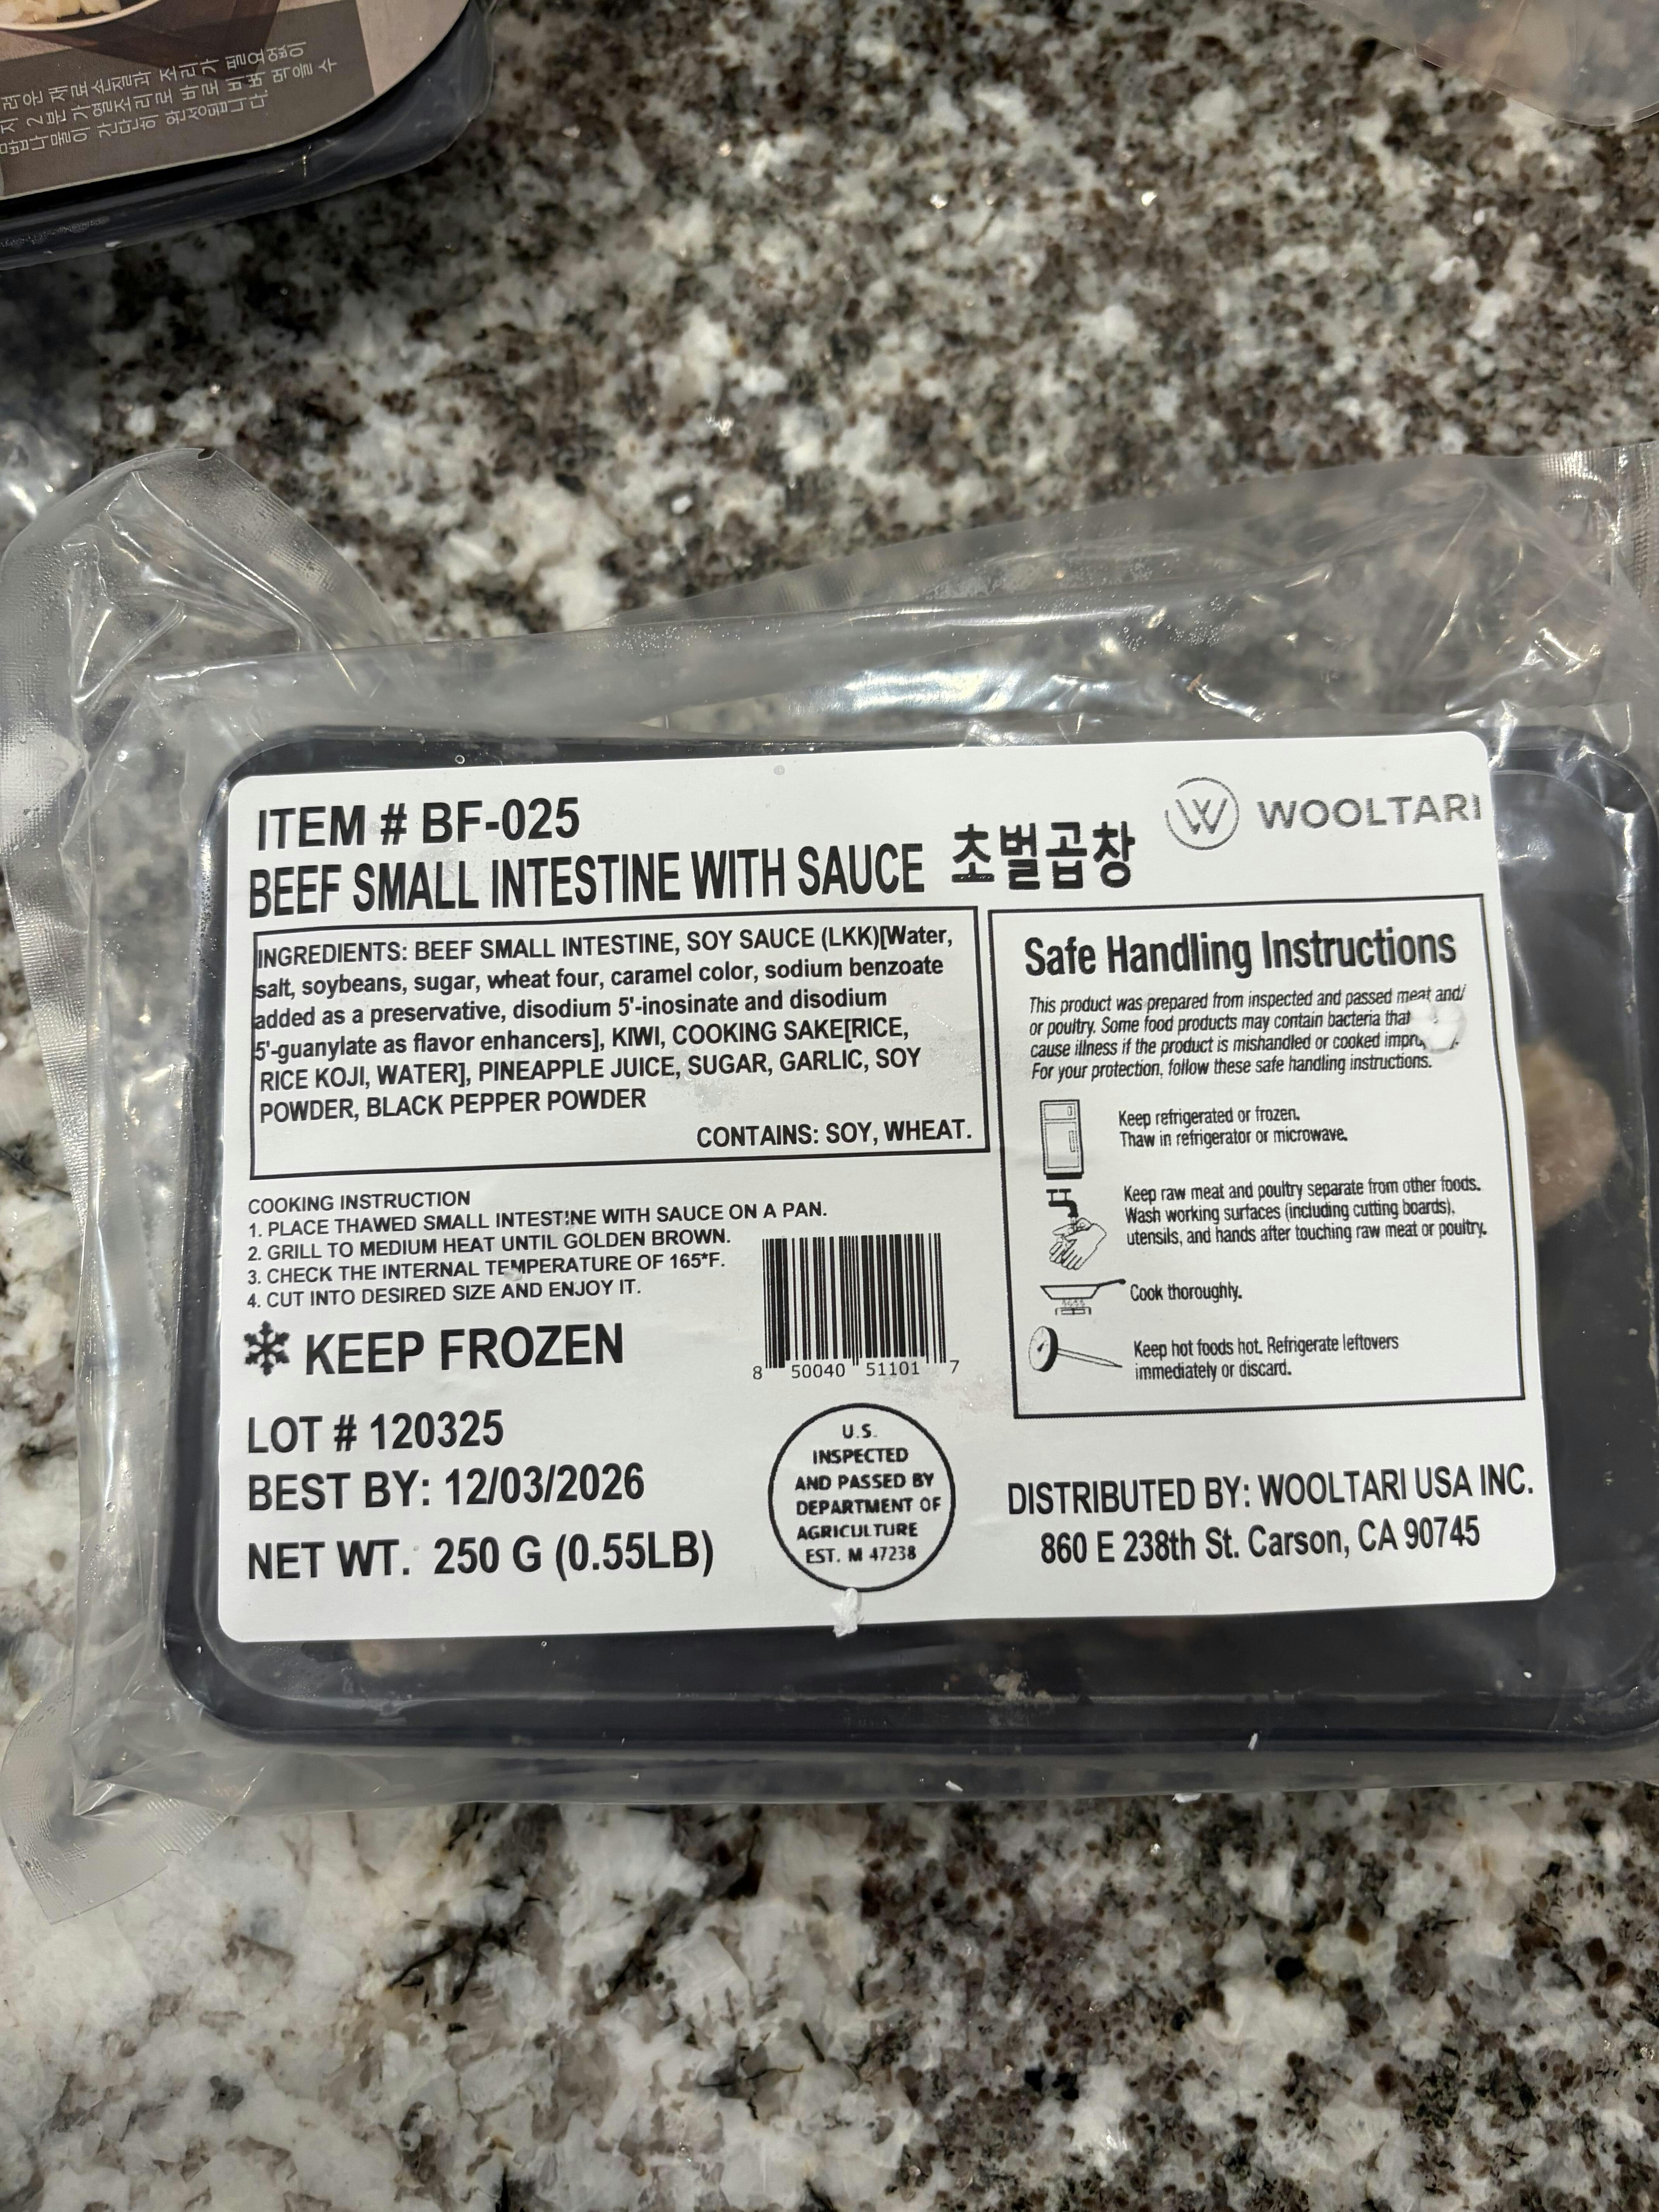 ITEM # BF-025
BEEF SMALL INTESTINE WITH SAUCE 초벌곱창
WOOLTARI
INGREDIENTS: BEEF SMALL INTESTINE, SOY SAUCE (LKK)[Water,
salt, soybeans, sugar, wheat four, caramel color, sodium benzoate
added as a preservative, disodium 5'-inosinate and disodium
5'-guanylate as flavor enhancers], KIWI, COOKING SAKE[RICE,
RICE KOJI, WATER], PINEAPPLE JUICE, SUGAR, GARLIC, SOY
POWDER, BLACK PEPPER POWDER
CONTAINS: SOY, WHEAT.
COOKING INSTRUCTION
1. PLACE THAWED SMALL INTESTINE WITH SAUCE ON A PAN.
2. GRILL TO MEDIUM HEAT UNTIL GOLDEN BROWN.
3. CHECK THE INTERNAL TEMPERATURE OF 165*F.
4. CUT INTO DESIRED SIZE AND ENJOY IT.
KEEP FROZEN
8 50040 51101 7
LOT # 120325
BEST BY: 12/03/2026
NET WT. 250 G (0.55LB)
U.S.
INSPECTED
AND PASSED BY
DEPARTMENT OF
AGRICULTURE
EST. M 47238
Safe Handling Instructions
This product was prepared from inspected and passed meat and/
or poultry. Some food products may contain bacteria that
cause illness if the product is mishandled or cooked
For your protection, follow these safe handling instructions.
Keep refrigerated or frozen.
Thaw in refrigerator or microwave.
Keep raw meat and poultry separate from other foods.
Wash working surfaces (including cutting boards),
utensils, and hands after touching raw meat or poultry.
Cook thoroughly.
Keep hot foods hot. Refrigerate leftovers
immediately or discard.
DISTRIBUTED BY: WOOLTARI USA INC.
860 E 238th St. Carson, CA 90745